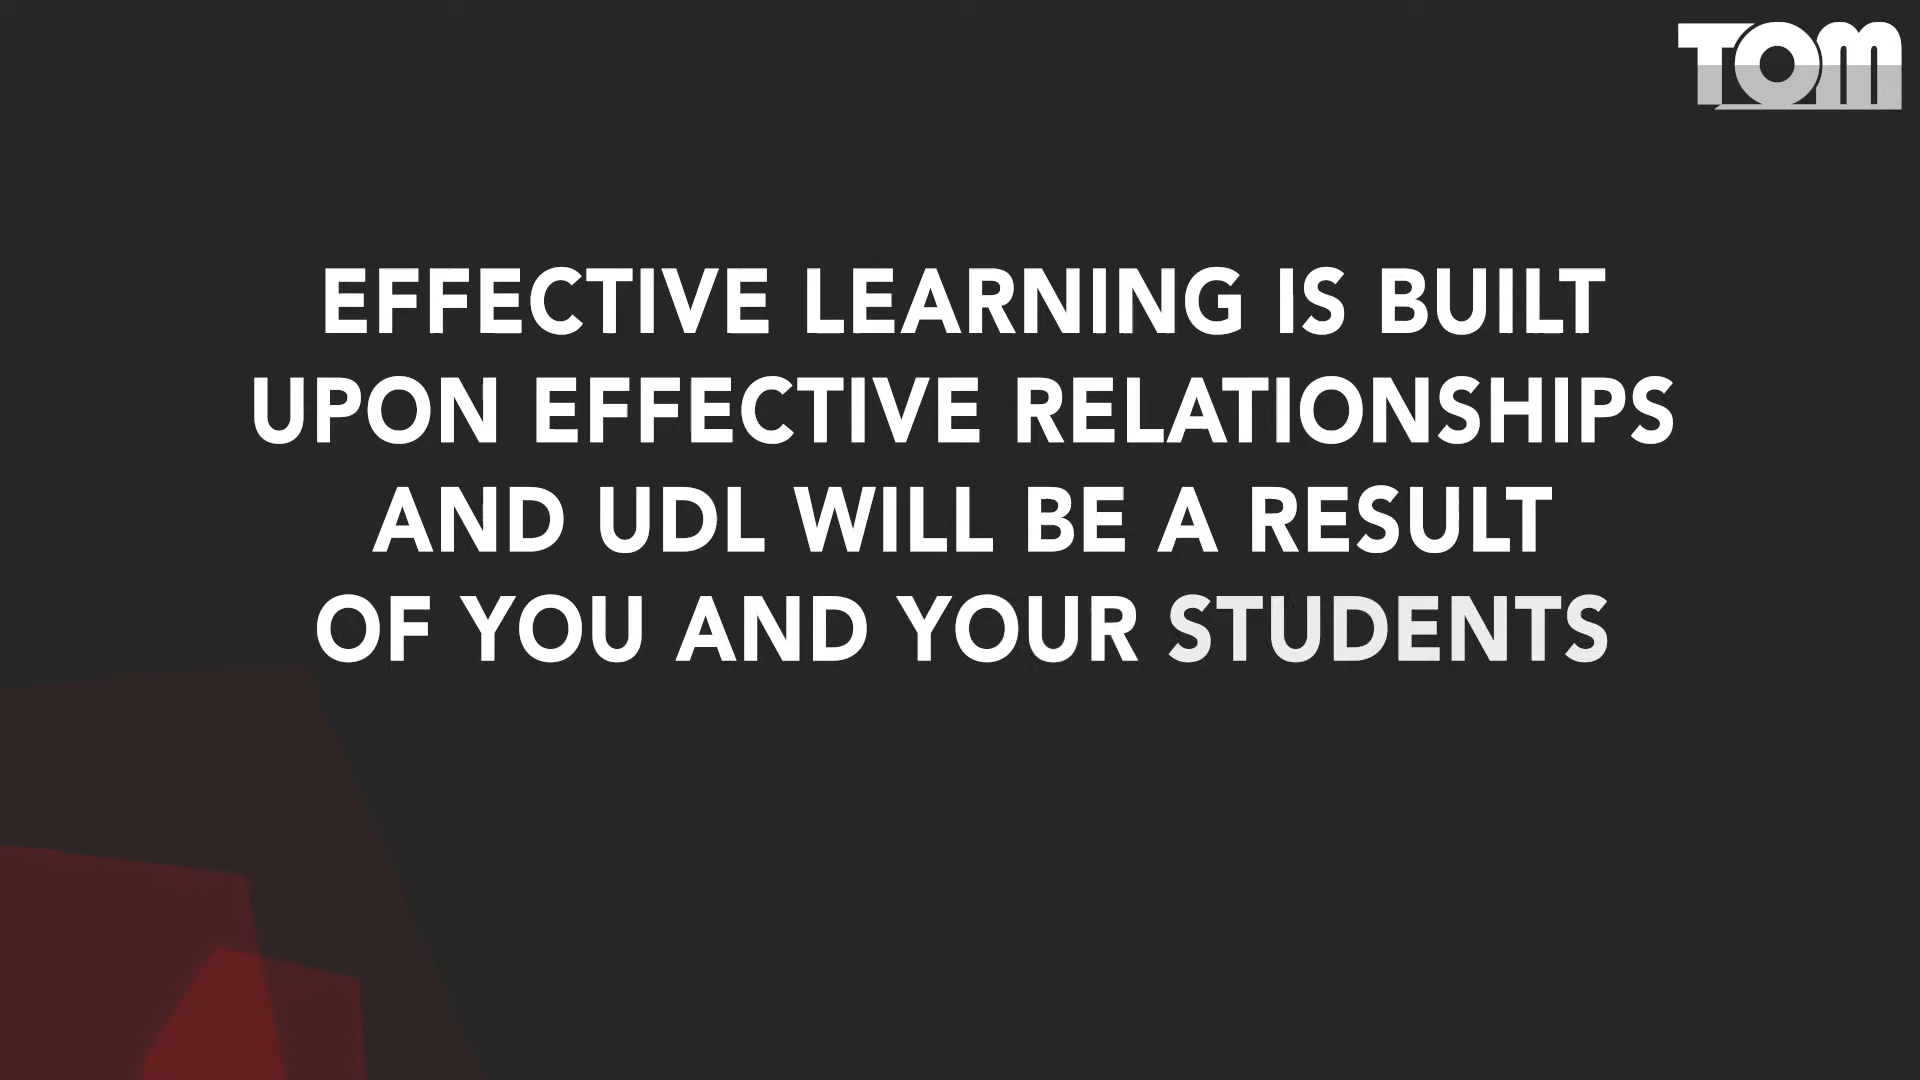 TOM
EFFECTIVE LEARNING IS BUILT
UPON EFFECTIVE RELATIONSHIPS
AND UDL WILL BE A RESULT
OF YOU AND YOUR STUDENTS